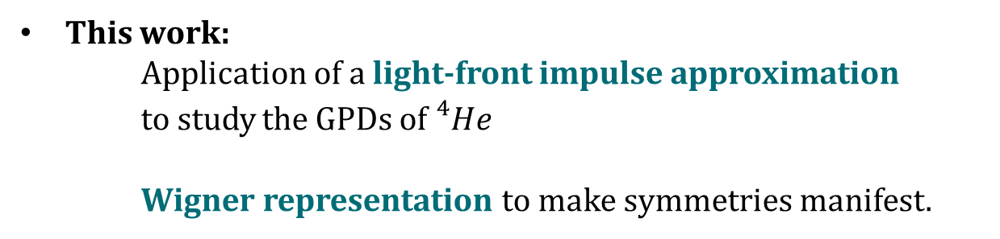 • This work:
Application of a light-front impulse approximation
to study the GPDs of ⁴He
Wigner representation to make symmetries manifest.